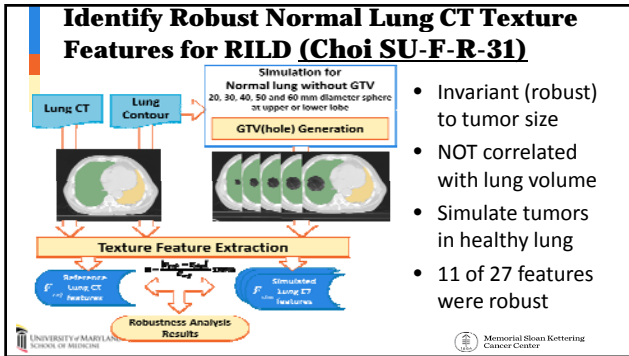 Identify Robust Normal Lung CT Texture
Features for RILD (Choi SU-F-R-31)
Lung CT
Lung
Contour
Simulation for
Normal lung without GTV
20, 30, 40, 50 and 60 mm diameter sphere
at upper or lower lobe
GTV(hole) Generation
Texture Feature Extraction
Reference
Lung CT
features
Simulated
Lung CT
features
Robustness Analysis
Results
• Invariant (robust)
to tumor size
• NOT correlated
with lung volume
• Simulate tumors
in healthy lung
• 11 of 27 features
were robust
UNIVERSITY of MARYLAND
SCHOOL OF MEDICINE
Memorial Sloan Kettering
Cancer Center